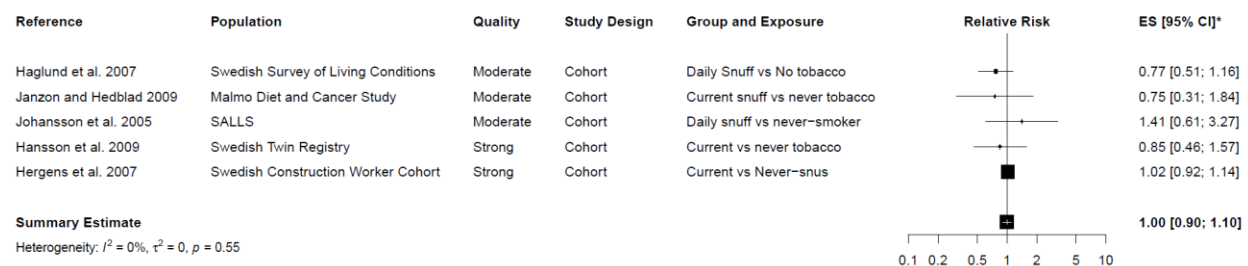 Reference Population Quality Study Design Group and Exposure Relative Risk ES [95% CI]*
Haglund et al. 2007 Swedish Survey of Living Conditions Moderate Cohort Daily Snuff vs No tobacco 0.77 [0.51; 1.16]
Janzon and Hedblad 2009 Malmo Diet and Cancer Study Moderate Cohort Current snuff vs never tobacco 0.75 [0.31; 1.84]
Johansson et al. 2005 SALLS Moderate Cohort Daily snuff vs never−smoker 1.41 [0.61; 3.27]
Hansson et al. 2009 Swedish Twin Registry Strong Cohort Current vs never tobacco 0.85 [0.46; 1.57]
Hergens et al. 2007 Swedish Construction Worker Cohort Strong Cohort Current vs Never−snus 1.02 [0.92; 1.14]
Summary Estimate 1.00 [0.90; 1.10]
Heterogeneity: I² = 0%, τ² = 0, p = 0.55
0.1 0.2 0.5 1 2 5 10